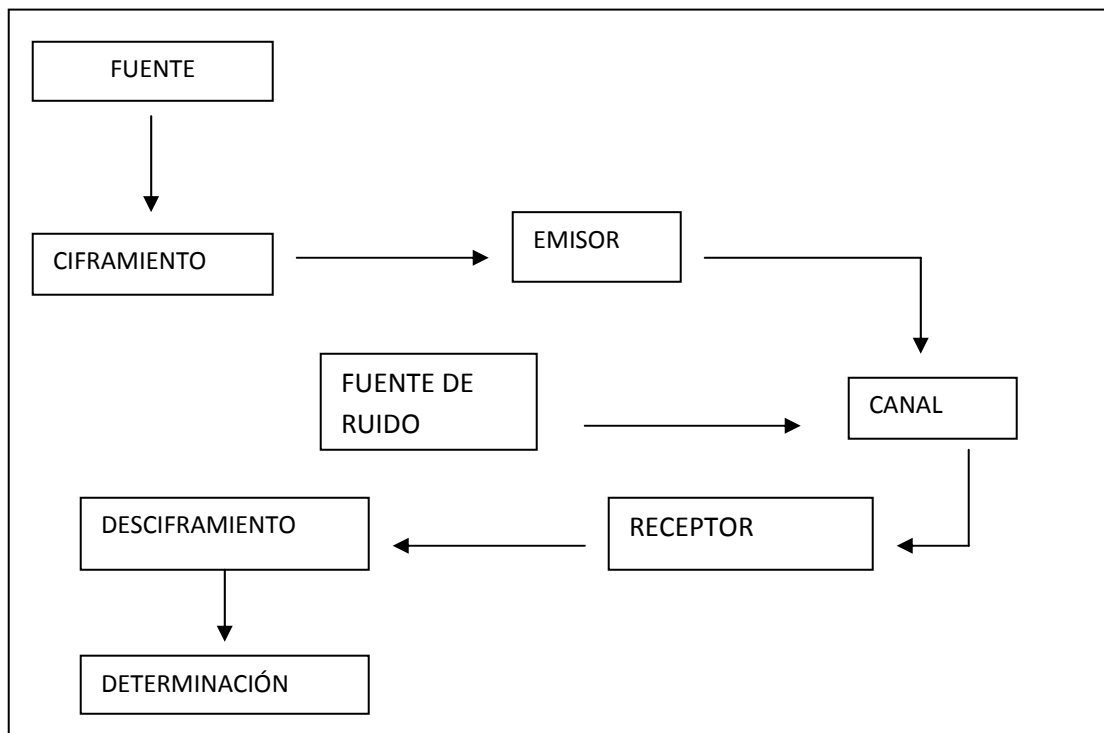 FUENTE
CIFRAMIENTO
EMISOR
FUENTE DE
RUIDO
CANAL
RECEPTOR
DESCIFRAMIENTO
DETERMINACIÓN